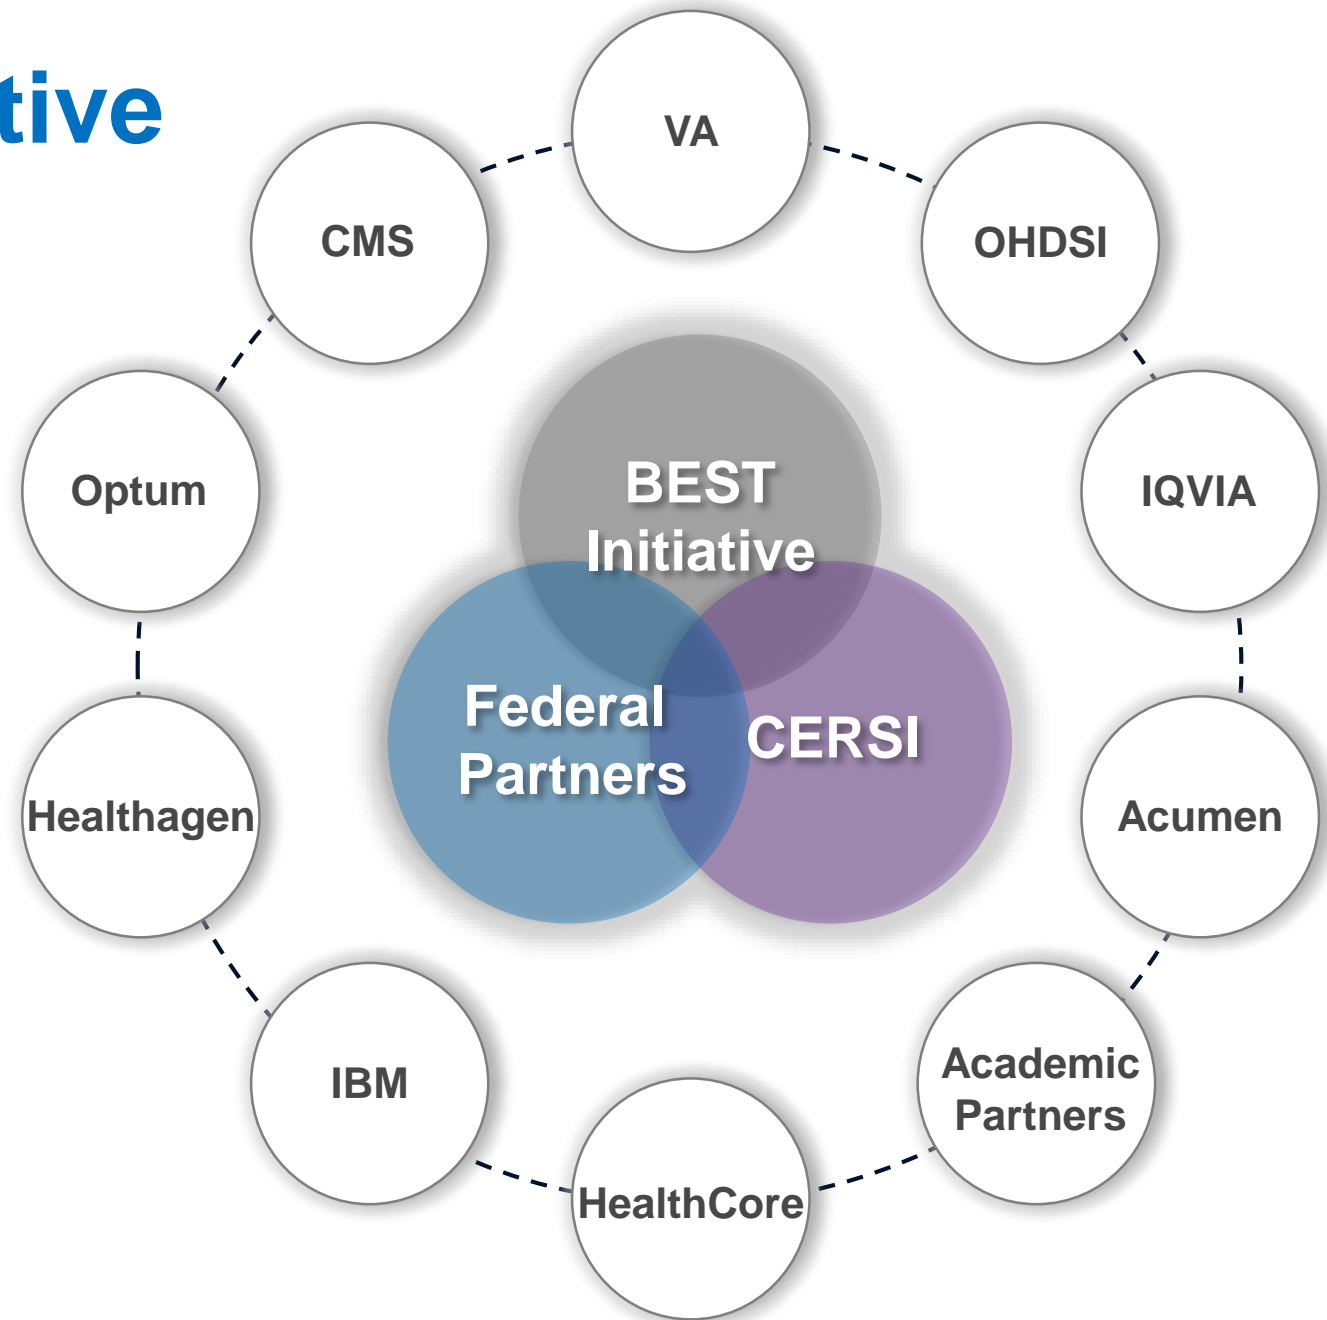 tive
VA
CMS
OHDSI
Optum
IQVIA
BEST
Initiative
Federal
Partners
CERSI
Healthagen
Acumen
IBM
Academic
Partners
HealthCore